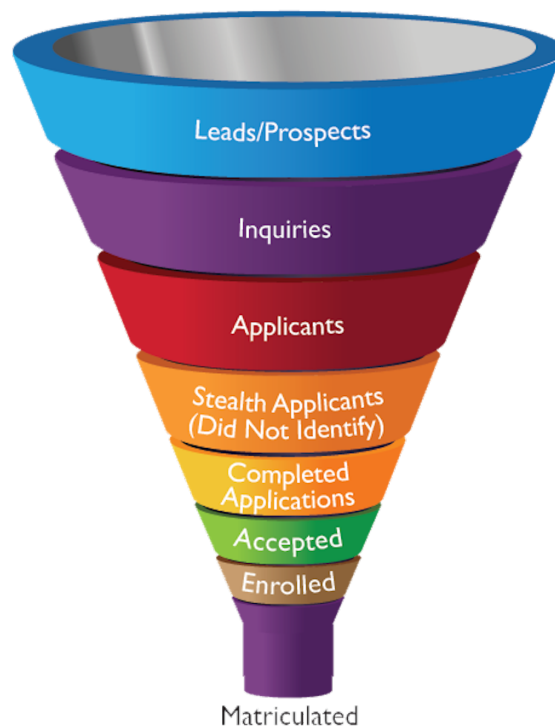 Leads/Prospects
Inquiries
Applicants
Stealth Applicants
(Did Not Identify)
Completed
Applications
Accepted
Enrolled
Matriculated